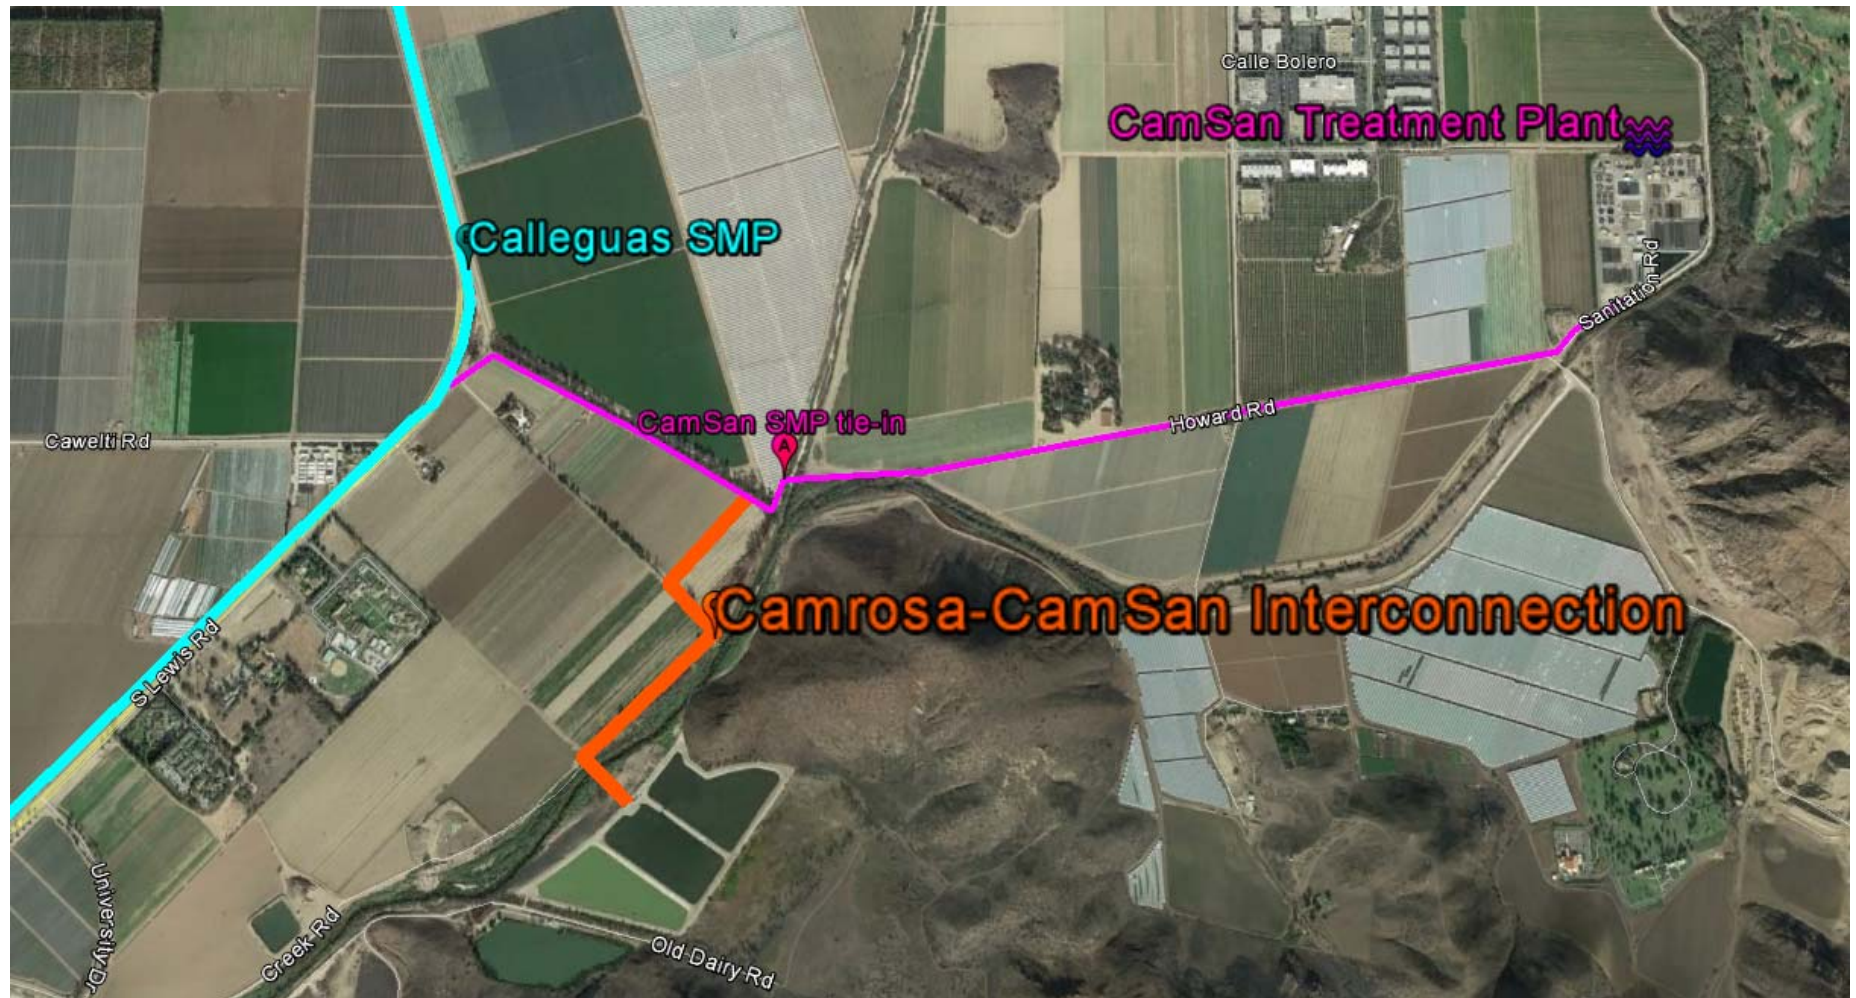 Calle Bolero
CamSan Treatment Plant
Calleguas SMP
Sanitation Rd
CamSan SMP tie-in
A
Howard Rd
Cawelti Rd
Camrosa-CamSan Interconnection
S Lewis Rd
University Dr
Creek Rd
Old Dairy Rd